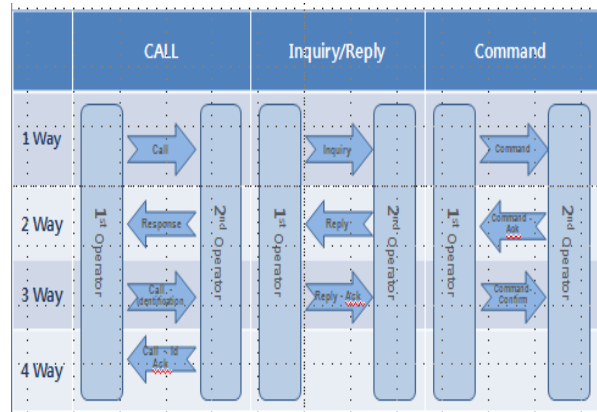 CALL Inquiry/Reply Command
1 Way
Call
Inquiry
Command
2 Way
1st Operator
Response
2nd Operator
1st Operator
Reply
2nd Operator
1st Operator
Command -
Ack
2nd Operator
3 Way
Call -
Identification
Reply - Ack
Command-
Confirm
4 Way
Call - Id
Ack